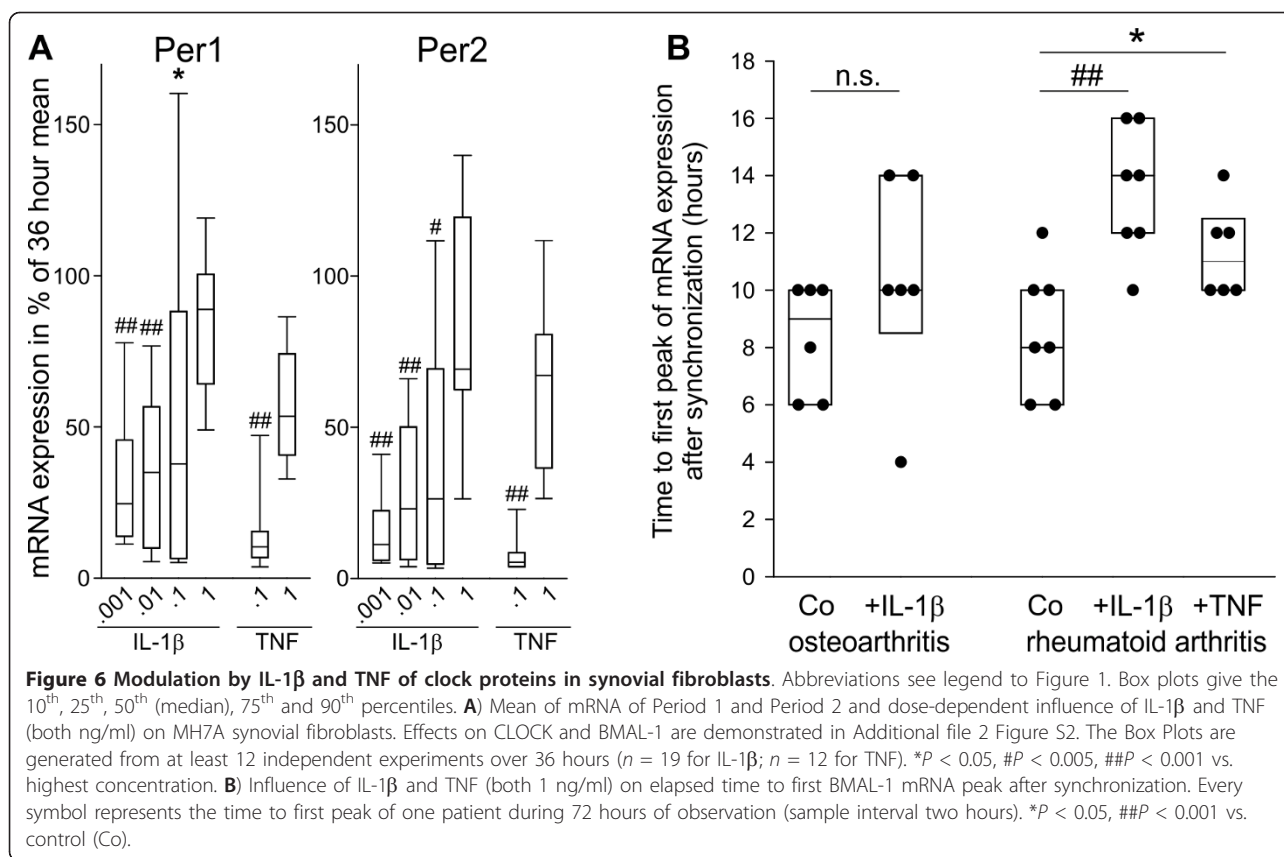 A
Per1
Per2
mRNA expression in % of 36 hour mean
150
100
50
0
*
##
##
##
.001
.01
.1
1
.1
1
IL-1β
TNF
150
100
50
0
##
##
#
##
.001
.01
.1
1
.1
1
IL-1β
TNF
B
Time to first peak of mRNA expression
after synchronization (hours)
18
16
14
12
10
8
6
4
2
0
n.s.
##
*
Co +IL-1β
osteoarthritis
Co +IL-1β +TNF
rheumatoid arthritis
Figure 6 Modulation by IL-1β and TNF of clock proteins in synovial fibroblasts. Abbreviations see legend to Figure 1. Box plots give the
10th, 25th, 50th (median), 75th and 90th percentiles. A) Mean of mRNA of Period 1 and Period 2 and dose-dependent influence of IL-1β and TNF
(both ng/ml) on MH7A synovial fibroblasts. Effects on CLOCK and BMAL-1 are demonstrated in Additional file 2 Figure S2. The Box Plots are
generated from at least 12 independent experiments over 36 hours (n = 19 for IL-1β; n = 12 for TNF). *P < 0.05, #P < 0.005, ##P < 0.001 vs.
highest concentration. B) Influence of IL-1β and TNF (both 1 ng/ml) on elapsed time to first BMAL-1 mRNA peak after synchronization. Every
symbol represents the time to first peak of one patient during 72 hours of observation (sample interval two hours). *P < 0.05, ##P < 0.001 vs.
control (Co).